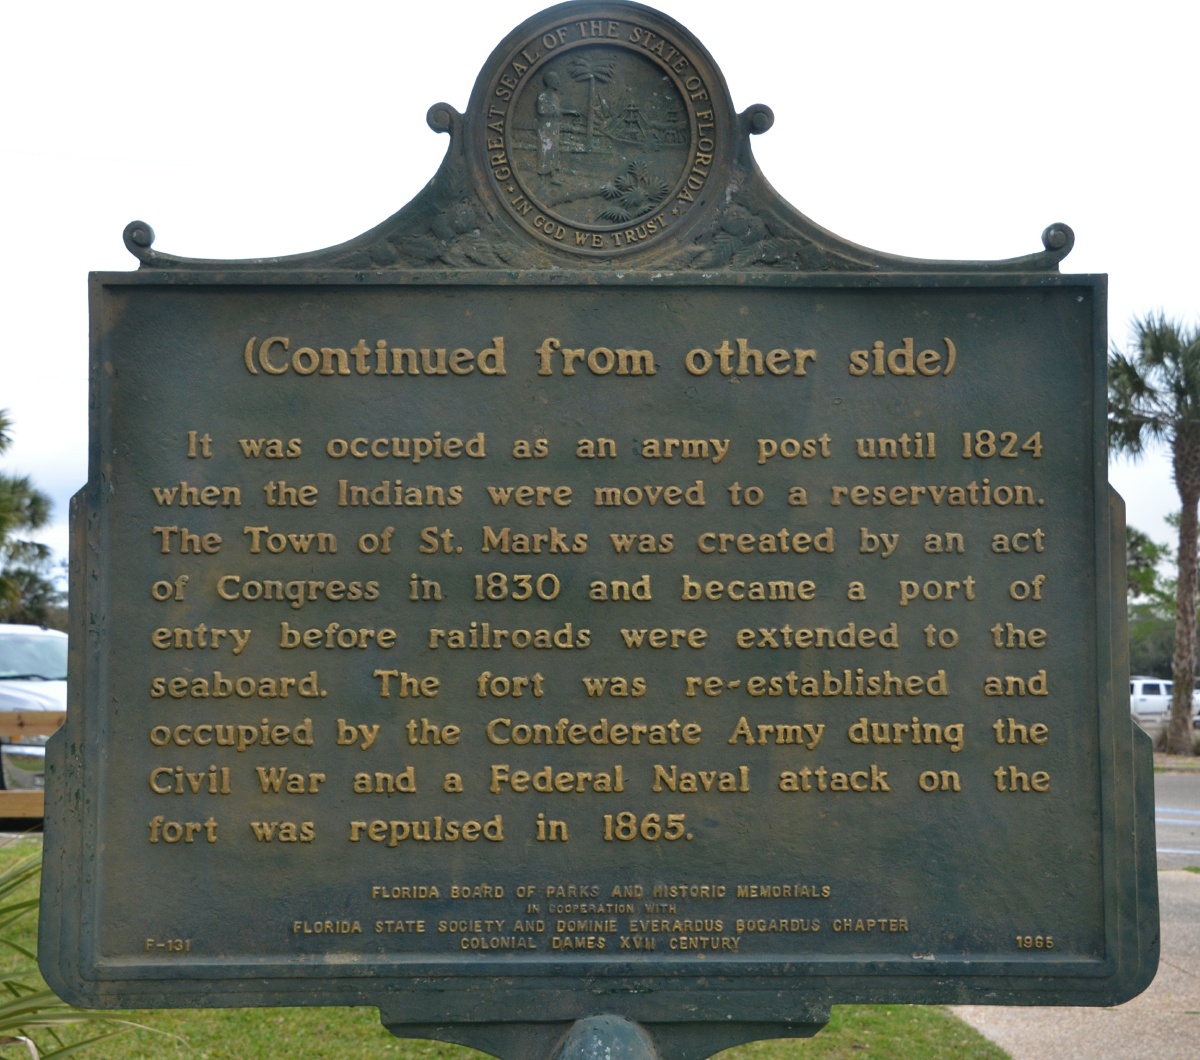 GREAT SEAL OF THE STATE OF FLORIDA
IN GOD WE TRUST
(Continued from other side)
It was occupied as an army post until 1824
when the Indians were moved to a reservation.
The Town of St. Marks was created by an act
of Congress in 1830 and became a port of
entry before railroads were extended to the
seaboard. The fort was re-established and
occupied by the Confederate Army during the
Civil War and a Federal Naval attack on the
fort was repulsed in 1865.
FLORIDA BOARD OF PARKS AND HISTORIC MEMORIALS
IN COOPERATION WITH
FLORIDA STATE SOCIETY AND DOMINIE EVERARDUS BOGARDUS CHAPTER
F-131 COLONIAL DAMES XVII CENTURY 1965